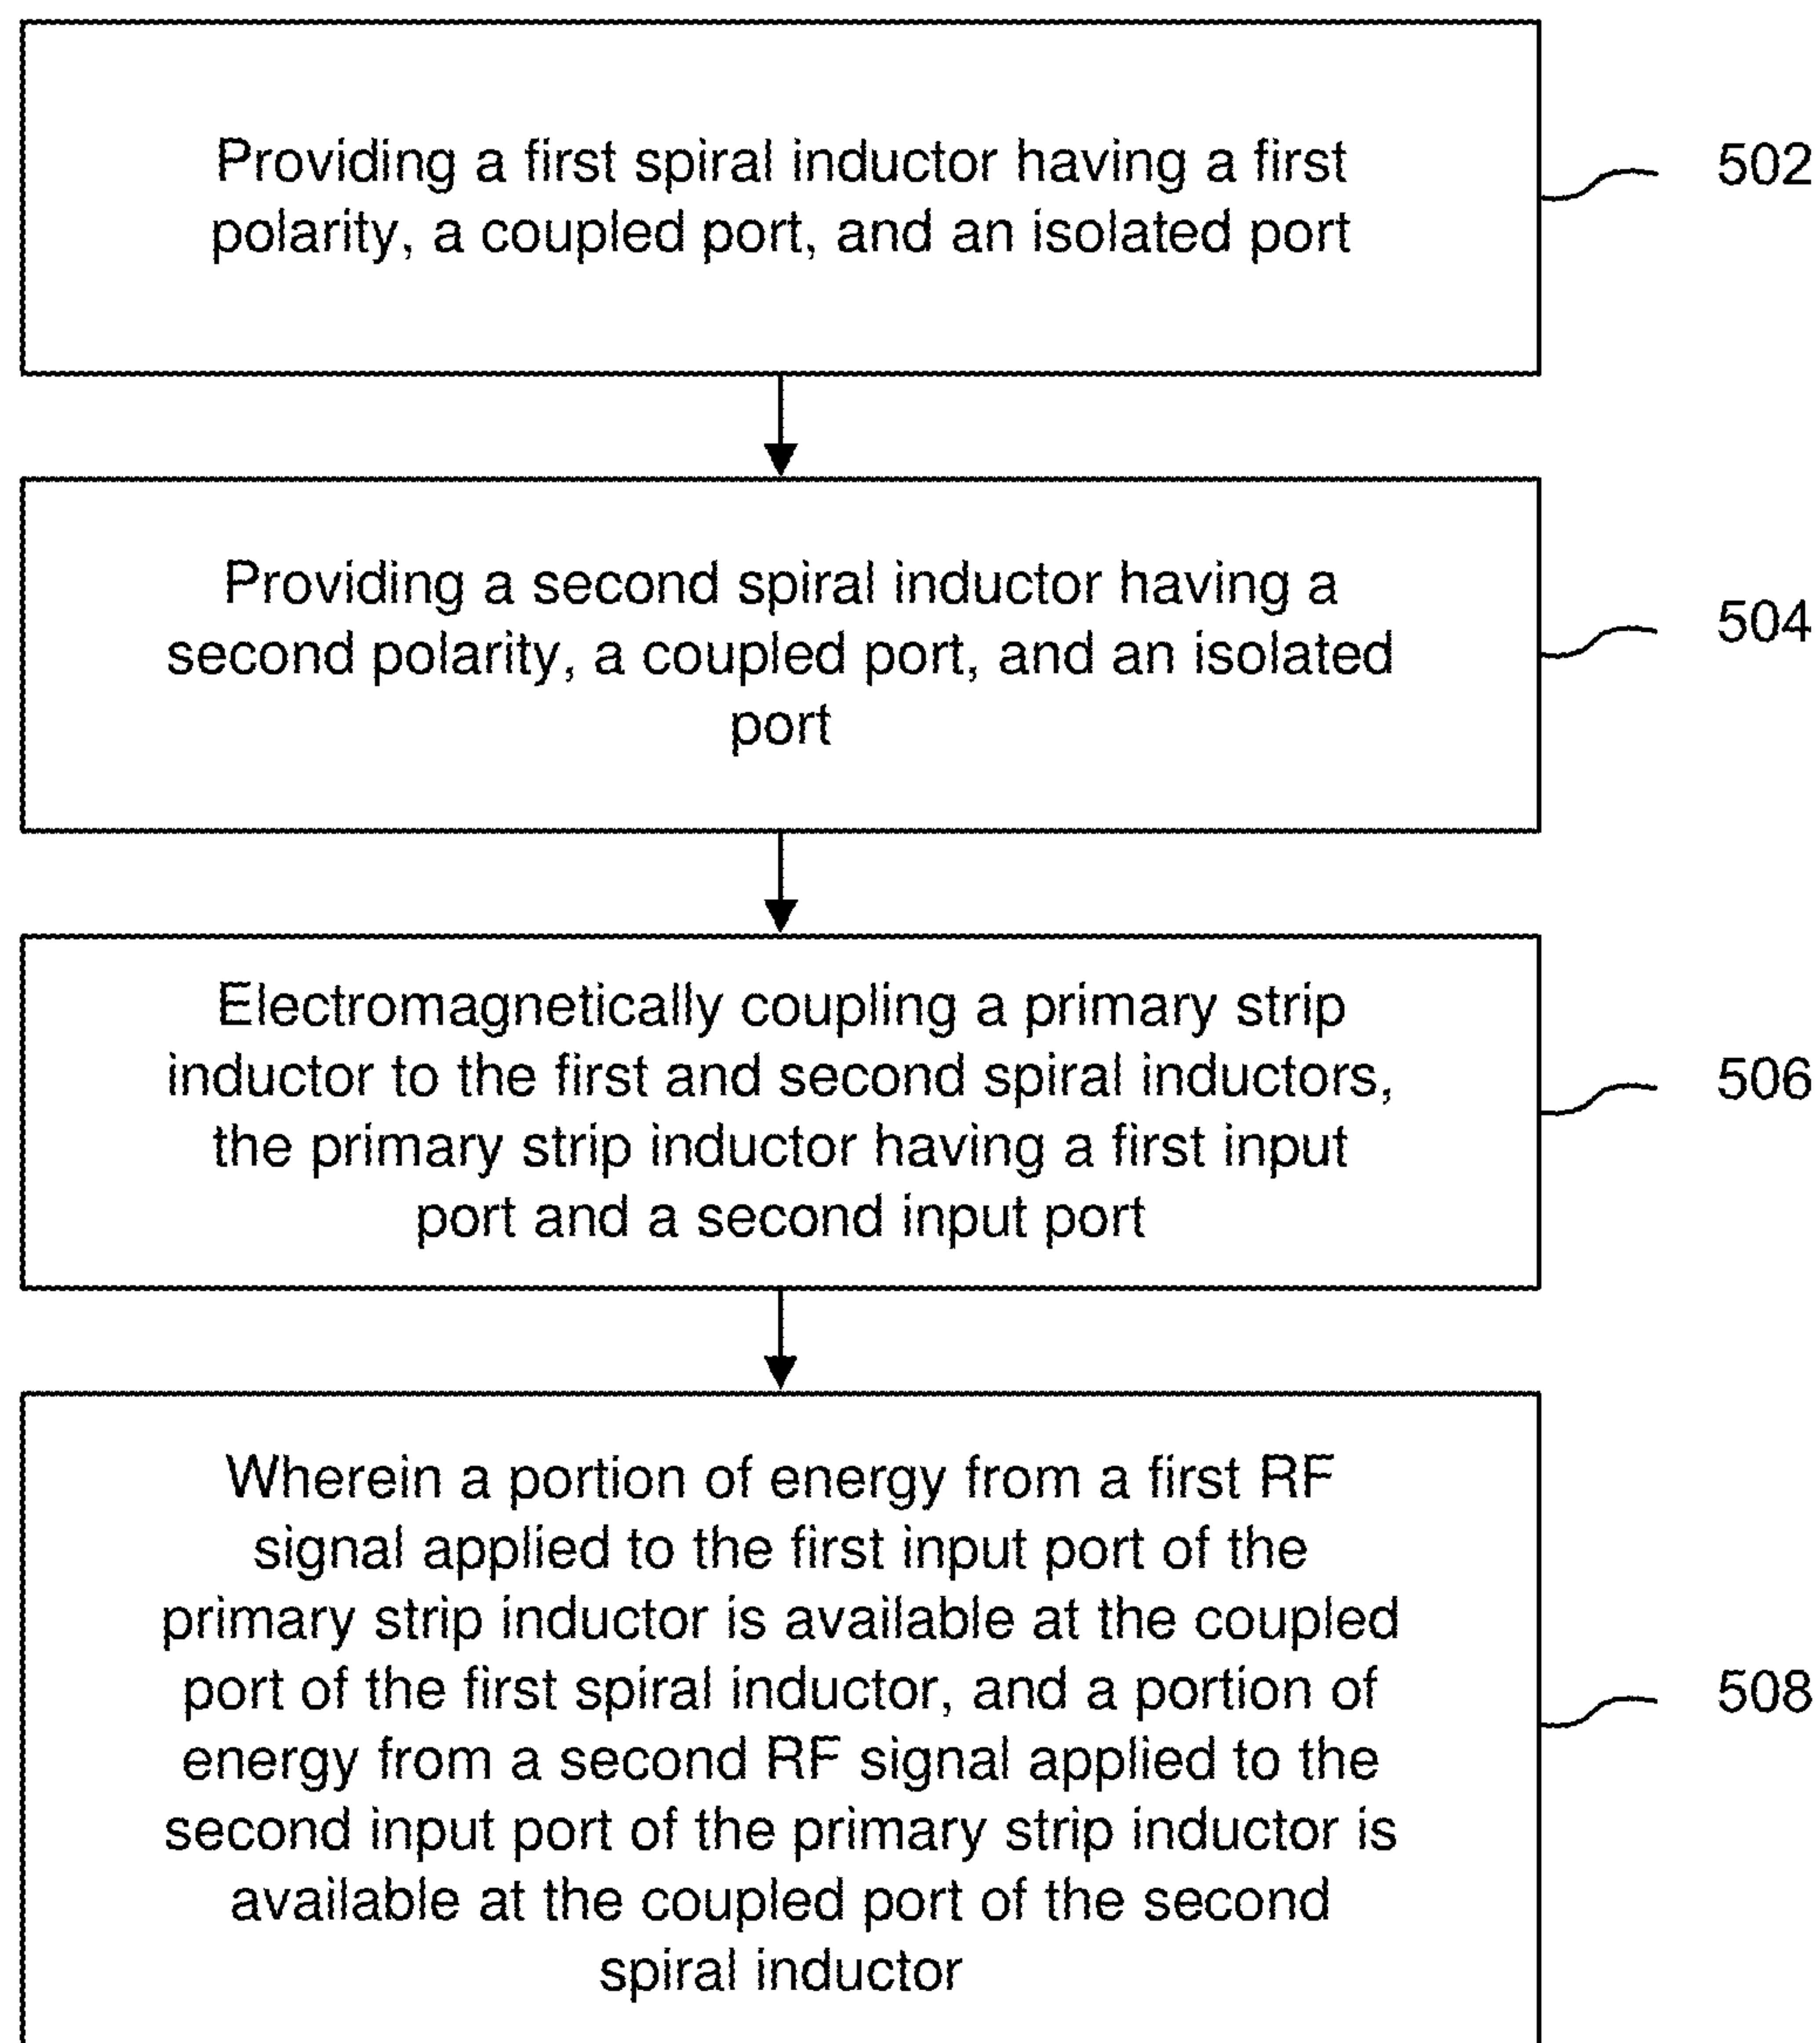 Providing a first spiral inductor having a first
polarity, a coupled port, and an isolated port
502
Providing a second spiral inductor having a
second polarity, a coupled port, and an isolated
port
504
Electromagnetically coupling a primary strip
inductor to the first and second spiral inductors,
the primary strip inductor having a first input
port and a second input port
506
Wherein a portion of energy from a first RF
signal applied to the first input port of the
primary strip inductor is available at the coupled
port of the first spiral inductor, and a portion of
energy from a second RF signal applied to the
second input port of the primary strip inductor is
available at the coupled port of the second
spiral inductor
508